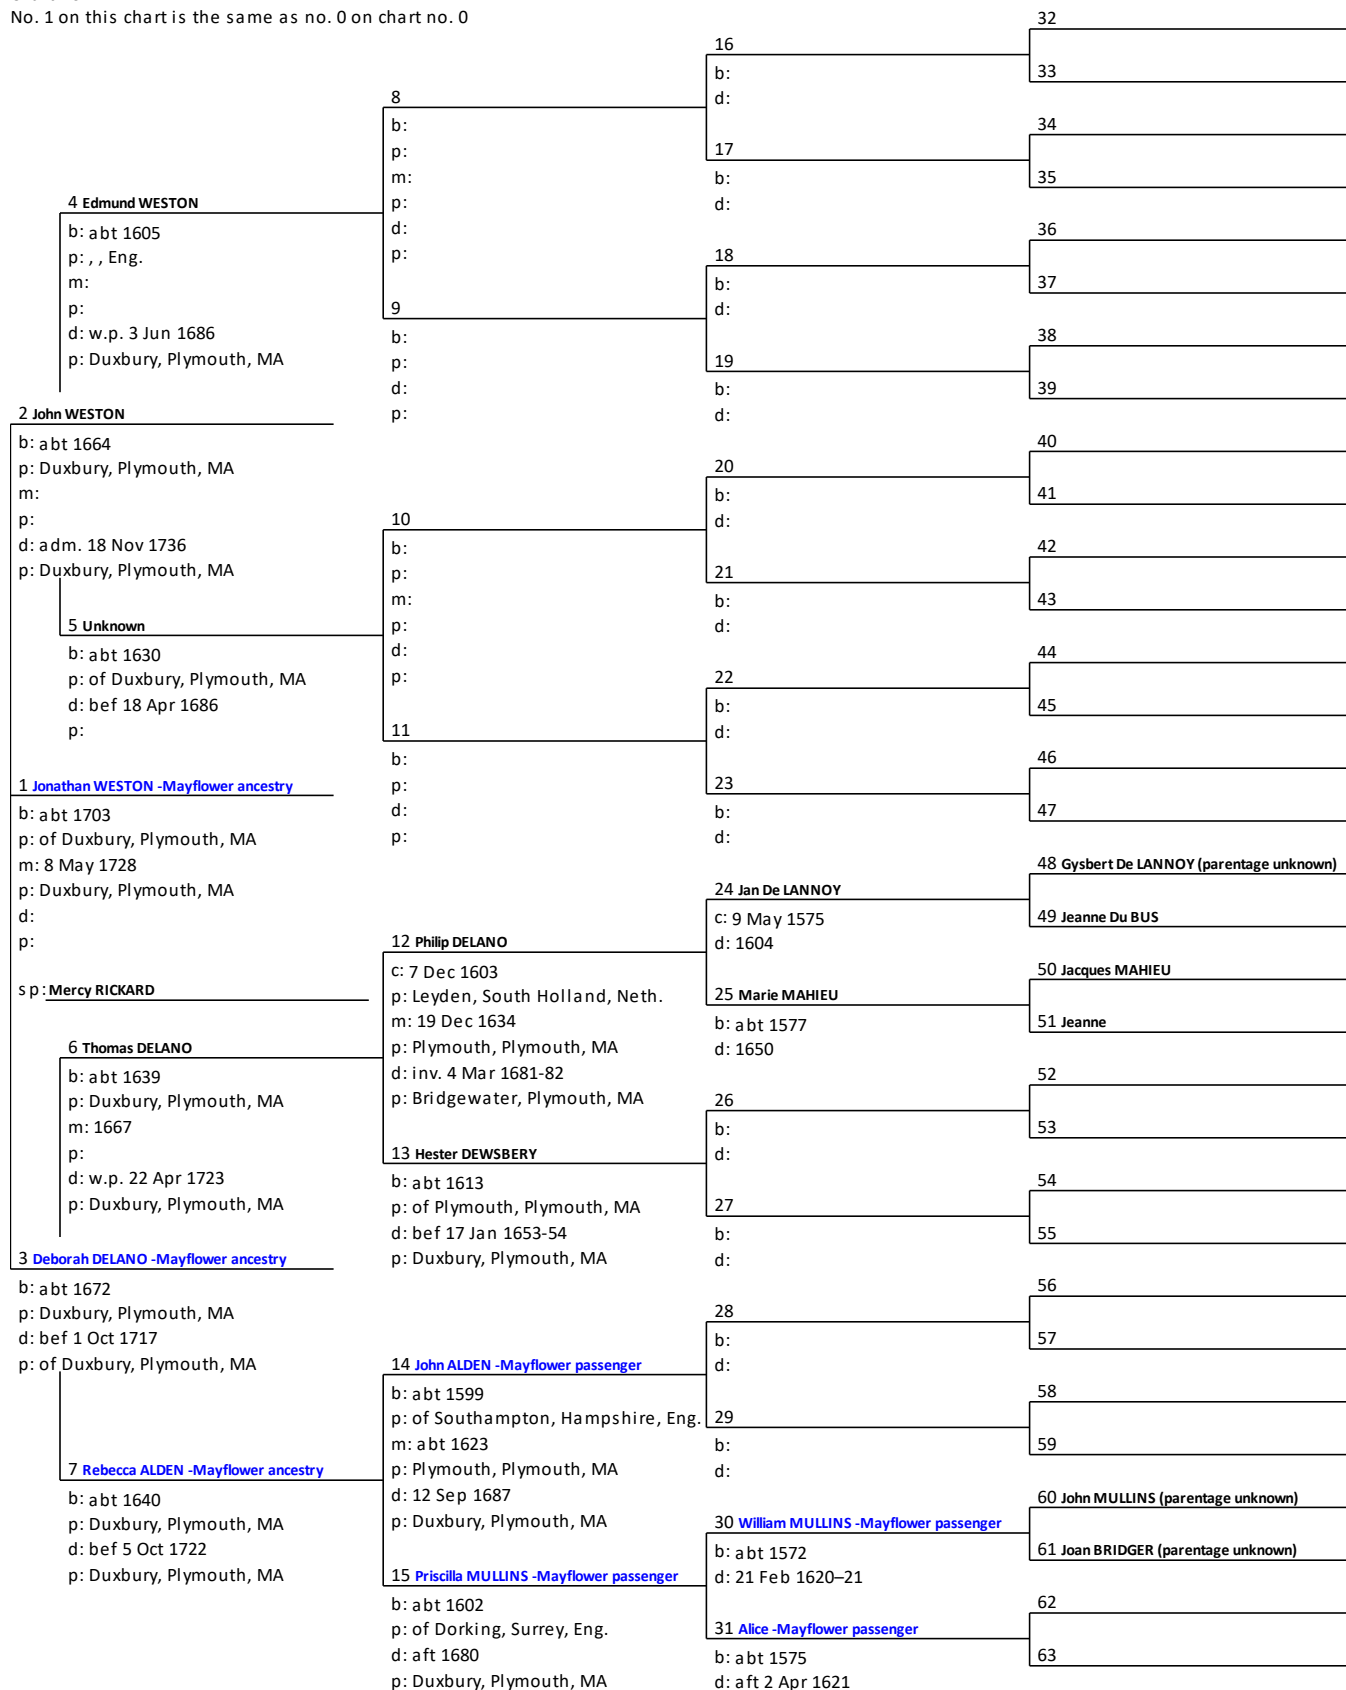 No. 1 on this chart is the same as no. 0 on chart no. 0
32
16
b:
33
d:
8
b:
34
p:
17
m:
b:
35
4 Edmund WESTON
p:
d:
b: abt 1605
d:
36
p: , , Eng.
p:
18
m:
b:
37
p:
9
d:
d: w.p. 3 Jun 1686
b:
38
p: Duxbury, Plymouth, MA
p:
19
d:
b:
39
2 John WESTON
p:
d:
b: abt 1664
40
p: Duxbury, Plymouth, MA
20
m:
b:
41
p:
10
d:
d: adm. 18 Nov 1736
b:
42
p: Duxbury, Plymouth, MA
p:
21
m:
b:
43
5 Unknown
p:
d:
b: abt 1630
d:
44
p: of Duxbury, Plymouth, MA
p:
22
d: bef 18 Apr 1686
b:
45
p:
11
d:
b:
46
1 Jonathan WESTON -Mayflower ancestry
p:
23
b: abt 1703
d:
b:
47
p: of Duxbury, Plymouth, MA
p:
d:
m: 8 May 1728
48 Gysbert De LANNOY (parentage unknown)
p: Duxbury, Plymouth, MA
24 Jan De LANNOY
d:
c: 9 May 1575
49 Jeanne Du BUS
p:
12 Philip DELANO
d: 1604
c: 7 Dec 1603
50 Jacques MAHIEU
sp: Mercy RICKARD
p: Leyden, South Holland, Neth.
25 Marie MAHIEU
m: 19 Dec 1634
b: abt 1577
51 Jeanne
6 Thomas DELANO
p: Plymouth, Plymouth, MA
d: 1650
b: abt 1639
d: inv. 4 Mar 1681-82
52
p: Duxbury, Plymouth, MA
p: Bridgewater, Plymouth, MA
26
m: 1667
b:
53
p:
13 Hester DEWSBERY
d:
d: w.p. 22 Apr 1723
b: abt 1613
54
p: Duxbury, Plymouth, MA
p: of Plymouth, Plymouth, MA
27
d: bef 17 Jan 1653-54
b:
55
3 Deborah DELANO -Mayflower ancestry
p: Duxbury, Plymouth, MA
d:
b: abt 1672
56
p: Duxbury, Plymouth, MA
28
d: bef 1 Oct 1717
b:
57
p: of Duxbury, Plymouth, MA
14 John ALDEN -Mayflower passenger
d:
b: abt 1599
58
p: of Southampton, Hampshire, Eng.
29
m: abt 1623
b:
59
7 Rebecca ALDEN -Mayflower ancestry
p: Plymouth, Plymouth, MA
d:
b: abt 1640
d: 12 Sep 1687
60 John MULLINS (parentage unknown)
p: Duxbury, Plymouth, MA
p: Duxbury, Plymouth, MA
30 William MULLINS -Mayflower passenger
d: bef 5 Oct 1722
b: abt 1572
61 Joan BRIDGER (parentage unknown)
p: Duxbury, Plymouth, MA
15 Priscilla MULLINS -Mayflower passenger
d: 21 Feb 1620–21
b: abt 1602
62
p: of Dorking, Surrey, Eng.
31 Alice -Mayflower passenger
d: aft 1680
b: abt 1575
63
p: Duxbury, Plymouth, MA
d: aft 2 Apr 1621